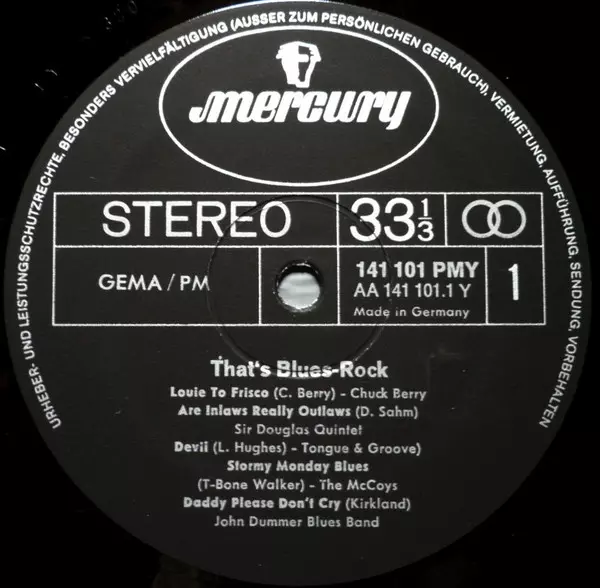 URHEBER- UND LEISTUNGSSCHUTZRECHTE, BESONDERS VERVIELFÄLTIGUNG (AUSSER ZUM PERSÖNLICHEN GEBRAUCH), VERMIETUNG, AUFFÜHRUNG, SENDUNG, VORBEHALTEN
mercury
STEREO
33 1/3
GEMA / PM
141 101 PMY
AA 141 101.1 Y
Made in Germany
1
That's Blues-Rock
Louie To Frisco (C. Berry) - Chuck Berry
Are Inlaws Really Outlaws (D. Sahm)
Sir Douglas Quintet
Devil (L. Hughes) - Tongue & Groove)
Stormy Monday Blues
(T-Bone Walker) - The McCoys
Daddy Please Don't Cry (Kirkland)
John Dummer Blues Band